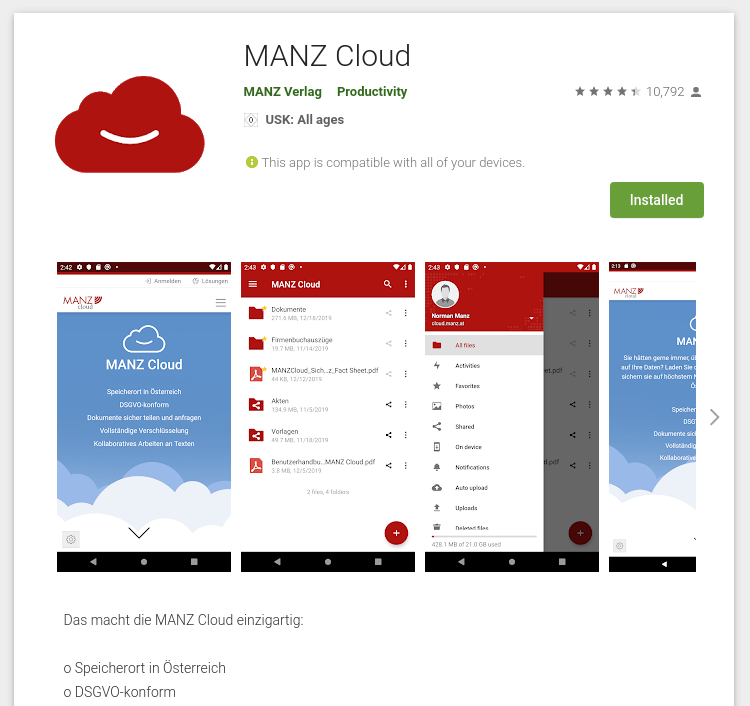 MANZ Cloud
MANZ Verlag Productivity
10,792
0 USK: All ages
This app is compatible with all of your devices.
Installed
2:42
Anmelden Lösungen
MANZ
cloud
MANZ Cloud
Speicherort in Österreich
DSGVO-konform
Dokumente sicher teilen und anfragen
Vollständige Verschlüsselung
Kollaboratives Arbeiten an Texten
2:43
MANZ Cloud
Dokumente
271.6 MB, 12/18/2019
Firmenbuchauszüge
19.7 MB, 11/14/2019
MANZCloud_Sich...z_Fact Sheet.pdf
44 KB, 12/12/2019
Akten
134.9 MB, 11/5/2019
Vorlagen
49.7 MB, 11/18/2019
Benutzerhandbu...MANZ Cloud.pdf
3.8 MB, 12/5/2019
2 files, 4 folders
2:43
Norman Manz
cloud.manz.at
All files
Activities
Favorites
Photos
Shared
On device
Notifications
Auto upload
Uploads
Deleted files
428.1 MB of 21.0 GB used
2:13
MANZ
cloud
MAN
Sie hätten gerne immer, üb
auf Ihre Daten? Laden Sie d
sichern sie auf höchstem N
Ös
Speiche
DSG
Dokumente sich
Vollständig
Kollaborative
Das macht die MANZ Cloud einzigartig:
o Speicherort in Österreich
o DSGVO-konform